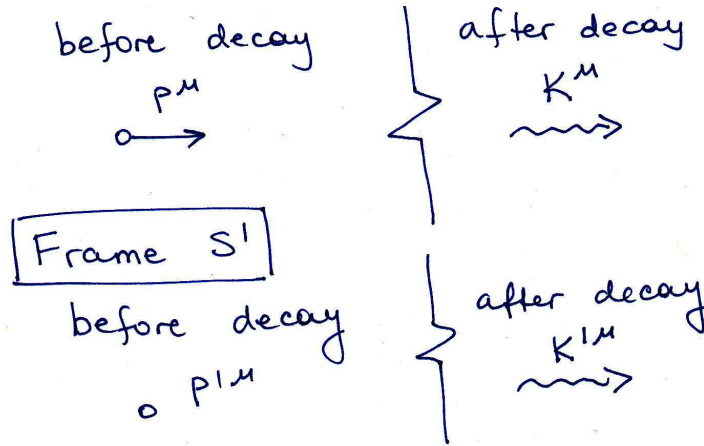 before decay
after decay
p^μ
K^μ
Frame S'
before decay
after decay
p'^μ
K'^μ